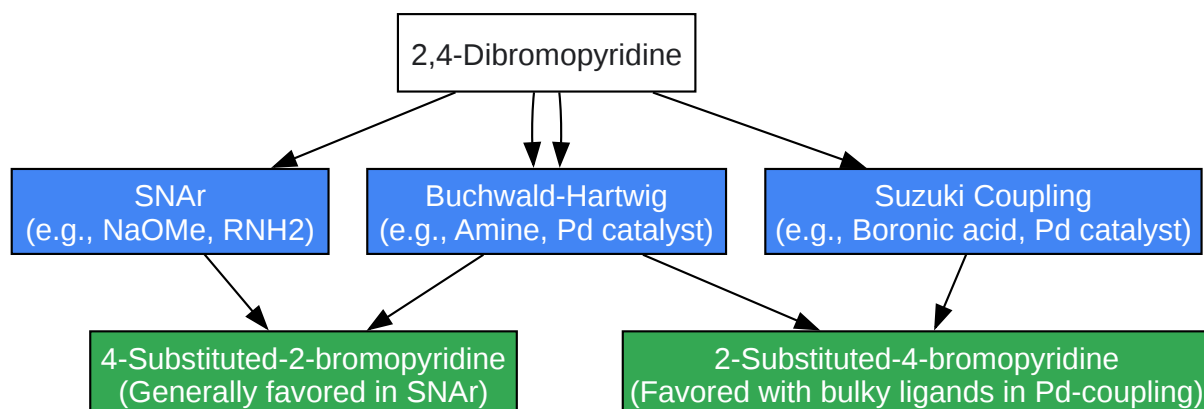 2,4-Dibromopyridine
SNAr
(e.g., NaOMe, RNH2)
Buchwald-Hartwig
(e.g., Amine, Pd catalyst)
Suzuki Coupling
(e.g., Boronic acid, Pd catalyst)
4-Substituted-2-bromopyridine
(Generally favored in SNAr)
2-Substituted-4-bromopyridine
(Favored with bulky ligands in Pd-coupling)